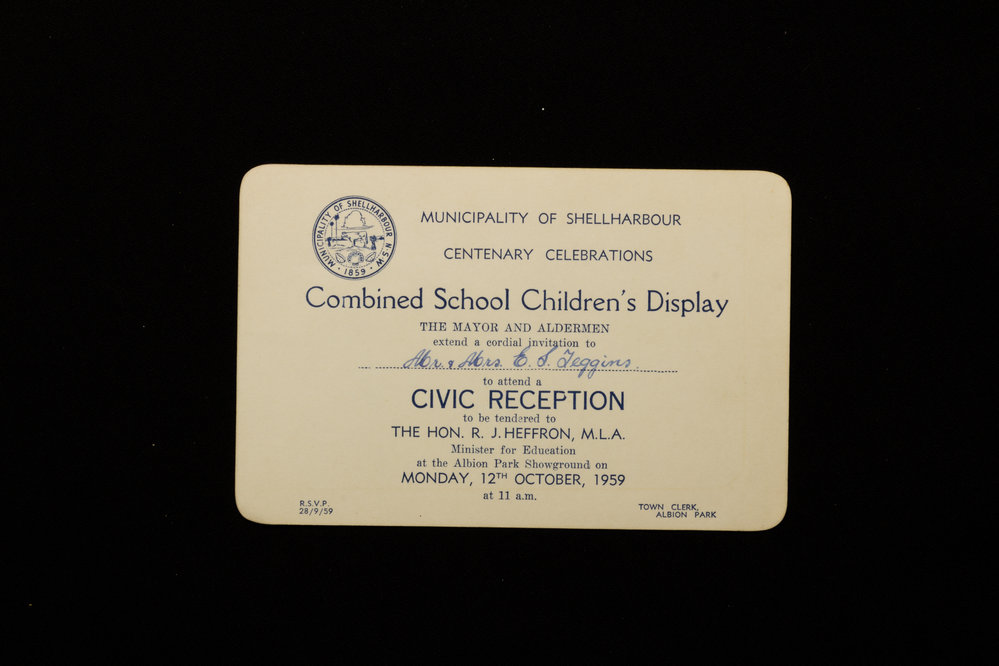 MUNICIPALITY OF SHELLHARBOUR N.S.W.
· 1859 ·
MUNICIPALITY OF SHELLHARBOUR
CENTENARY CELEBRATIONS
Combined School Children's Display
THE MAYOR AND ALDERMEN
extend a cordial invitation to
Mr. & Mrs. E. S. Teggins.
to attend a
CIVIC RECEPTION
to be tendered to
THE HON. R. J. HEFFRON, M.L.A.
Minister for Education
at the Albion Park Showground on
MONDAY, 12TH OCTOBER, 1959
at 11 a.m.
R.S.V.P.
28/9/59
TOWN CLERK,
ALBION PARK